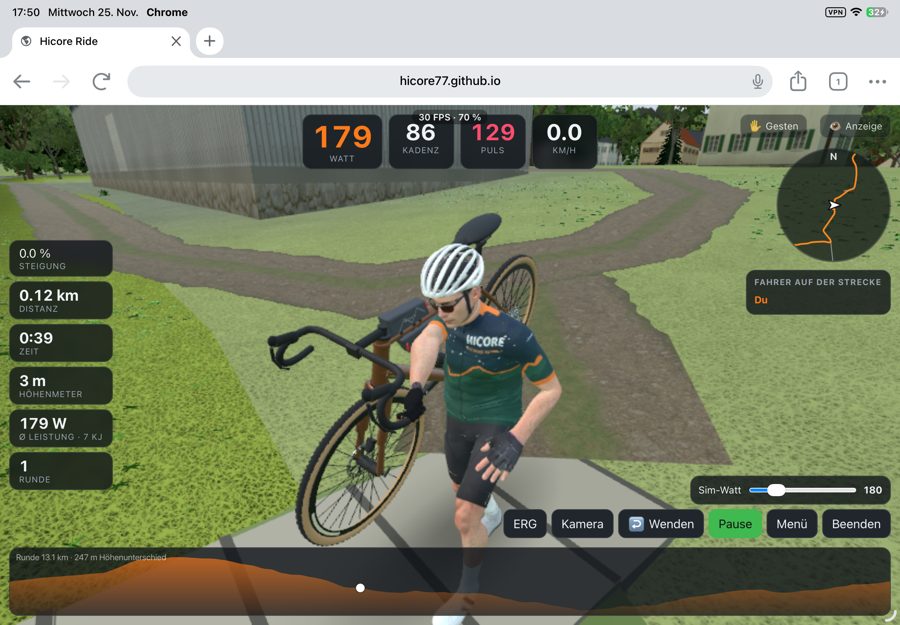 17:50 Mittwoch 25. Nov. Chrome
VPN 32
Hicore Ride
hicore77.github.io
1
30 FPS · 70 %
179
WATT
86
KADENZ
129
PULS
0.0
KM/H
Gesten
Anzeige
N
0.0 %
STEIGUNG
0.12 km
DISTANZ
0:39
ZEIT
3 m
HÖHENMETER
179 W
Ø LEISTUNG · 7 KJ
1
RUNDE
FAHRER AUF DER STRECKE
Du
HICORE
Sim-Watt 180
ERG
Kamera
Wenden
Pause
Menü
Beenden
Runde 13.1 km · 247 m Höhenunterschied